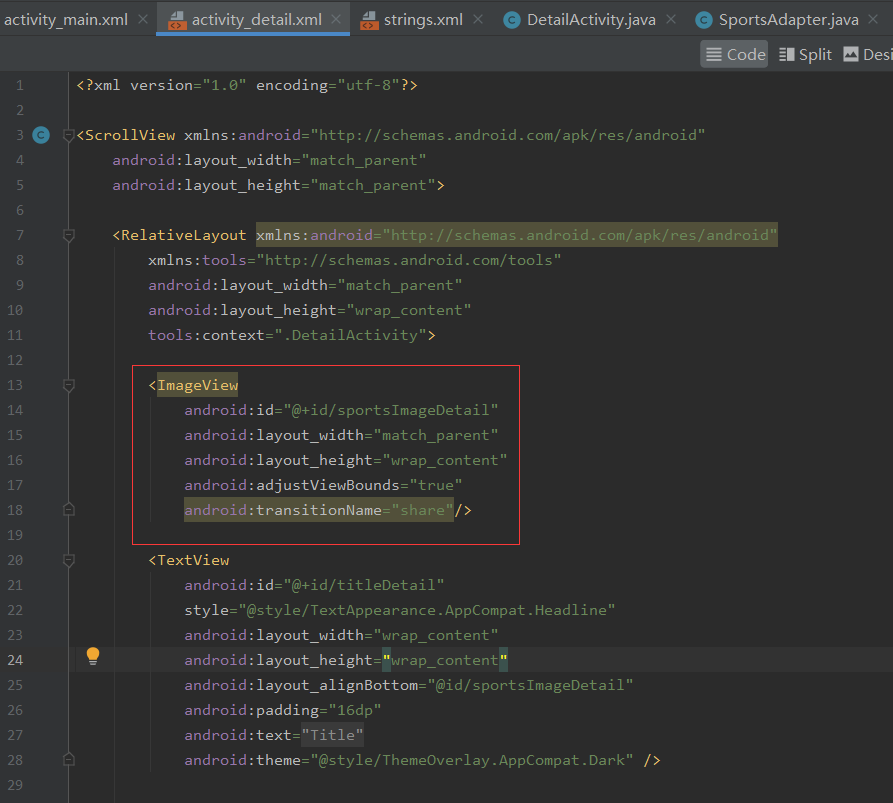 activity_main.xml × activity_detail.xml × strings.xml × C DetailActivity.java × C SportsAdapter.java ×
Code Split Desi
1 <?xml version="1.0" encoding="utf-8"?>
2
3 C <ScrollView xmlns:android="http://schemas.android.com/apk/res/android"
4 android:layout_width="match_parent"
5 android:layout_height="match_parent">
6
7 <RelativeLayout xmlns:android="http://schemas.android.com/apk/res/android"
8 xmlns:tools="http://schemas.android.com/tools"
9 android:layout_width="match_parent"
10 android:layout_height="wrap_content"
11 tools:context=".DetailActivity">
12
13 <ImageView
14 android:id="@+id/sportsImageDetail"
15 android:layout_width="match_parent"
16 android:layout_height="wrap_content"
17 android:adjustViewBounds="true"
18 android:transitionName="share"/>
19
20 <TextView
21 android:id="@+id/titleDetail"
22 style="@style/TextAppearance.AppCompat.Headline"
23 android:layout_width="wrap_content"
24 android:layout_height="wrap_content"
25 android:layout_alignBottom="@id/sportsImageDetail"
26 android:padding="16dp"
27 android:text="Title"
28 android:theme="@style/ThemeOverlay.AppCompat.Dark" />
29